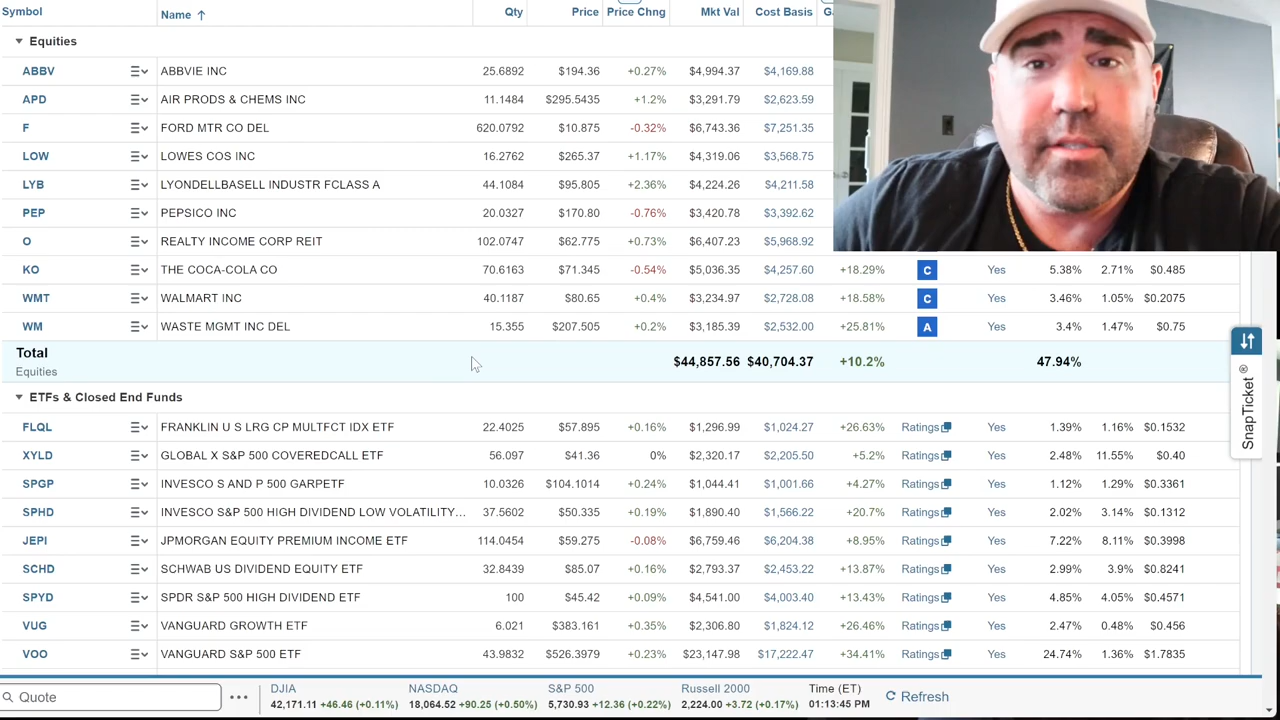 Symbol Name ↑ Qty Price Price Chng Mkt Val Cost Basis
Equities
ABBV ABBVIE INC 25.6892 $194.36 +0.27% $4,994.37 $4,169.88
APD AIR PRODS & CHEMS INC 11.1484 $295.5435 +1.2% $3,291.79 $2,623.59
F FORD MTR CO DEL 620.0792 $10.875 -0.32% $6,743.36 $7,251.35
LOW LOWES COS INC 16.2762 $265.37 +1.17% $4,319.06 $3,568.75
LYB LYONDELLBASELL INDUSTR FCLASS A 44.1084 $95.805 +2.36% $4,224.26 $4,211.58
PEP PEPSICO INC 20.0327 $170.80 -0.76% $3,420.78 $3,392.62
O REALTY INCOME CORP REIT 102.0747 $62.775 +0.73% $6,407.23 $5,968.92
KO THE COCA-COLA CO 70.6163 $71.345 -0.54% $5,036.35 $4,257.60 +18.29% C Yes 5.38% 2.71% $0.485
WMT WALMART INC 40.1187 $80.65 +0.4% $3,234.97 $2,728.08 +18.58% C Yes 3.46% 1.05% $0.2075
WM WASTE MGMT INC DEL 15.355 $207.505 +0.2% $3,185.39 $2,532.00 +25.81% A Yes 3.4% 1.47% $0.75
Total
Equities
$44,857.56 $40,704.37 +10.2% 47.94%
SnapTicket®
ETFs & Closed End Funds
FLQL FRANKLIN U S LRG CP MULTFCT IDX ETF 22.4025 $57.895 +0.16% $1,296.99 $1,024.27 +26.63% Ratings Yes 1.39% 1.16% $0.1532
XYLD GLOBAL X S&P 500 COVEREDCALL ETF 56.097 $41.36 0% $2,320.17 $2,205.50 +5.2% Ratings Yes 2.48% 11.55% $0.40
SPGP INVESCO S AND P 500 GARPETF 10.0326 $104.1014 +0.24% $1,044.41 $1,001.66 +4.27% Ratings Yes 1.12% 1.29% $0.3361
SPHD INVESCO S&P 500 HIGH DIVIDEND LOW VOLATILITY... 37.5602 $50.335 +0.19% $1,890.40 $1,566.22 +20.7% Ratings Yes 2.02% 3.14% $0.1312
JEPI JPMORGAN EQUITY PREMIUM INCOME ETF 114.0454 $59.275 -0.08% $6,759.46 $6,204.38 +8.95% Ratings Yes 7.22% 8.11% $0.3998
SCHD SCHWAB US DIVIDEND EQUITY ETF 32.8439 $85.07 +0.16% $2,793.37 $2,453.22 +13.87% Ratings Yes 2.99% 3.9% $0.8241
SPYD SPDR S&P 500 HIGH DIVIDEND ETF 100 $45.42 +0.09% $4,541.00 $4,003.40 +13.43% Ratings Yes 4.85% 4.05% $0.4571
VUG VANGUARD GROWTH ETF 6.021 $383.161 +0.35% $2,306.80 $1,824.12 +26.46% Ratings Yes 2.47% 0.48% $0.456
VOO VANGUARD S&P 500 ETF 43.9832 $526.3979 +0.23% $23,147.98 $17,222.47 +34.41% Ratings Yes 24.74% 1.36% $1.7835
Quote
DJIA NASDAQ S&P 500 Russell 2000 Time (ET) Refresh
42,171.11 +46.46 (+0.11%) 18,064.52 +90.25 (+0.50%) 5,730.93 +12.36 (+0.22%) 2,224.00 +3.72 (+0.17%) 01:13:45 PM